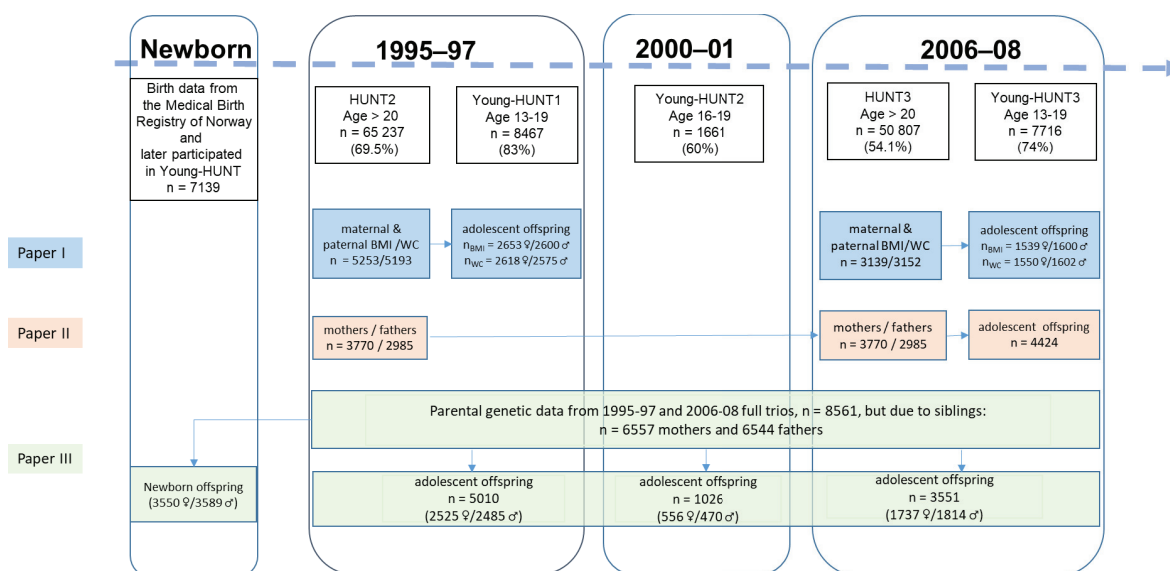 Newborn
1995–97
2000–01
2006–08
Birth data from
the Medical Birth
Registry of Norway
and
later participated
in Young-HUNT
n = 7139
HUNT2
Age > 20
n = 65 237
(69.5%)
Young-HUNT1
Age 13-19
n = 8467
(83%)
Young-HUNT2
Age 16-19
n = 1661
(60%)
HUNT3
Age > 20
n = 50 807
(54.1%)
Young-HUNT3
Age 13-19
n = 7716
(74%)
Paper I
maternal &
paternal BMI /WC
n = 5253/5193
adolescent offspring
nBMI = 2653 ♀/2600 ♂
nWC = 2618 ♀/2575 ♂
maternal &
paternal BMI/WC
n = 3139/3152
adolescent offspring
nBMI = 1539 ♀/1600 ♂
nWC = 1550 ♀/1602 ♂
Paper II
mothers / fathers
n = 3770 / 2985
mothers / fathers
n = 3770 / 2985
adolescent offspring
n = 4424
Paper III
Parental genetic data from 1995-97 and 2006-08 full trios, n = 8561, but due to siblings:
n = 6557 mothers and 6544 fathers
Newborn offspring
(3550 ♀/3589 ♂)
adolescent offspring
n = 5010
(2525 ♀/2485 ♂)
adolescent offspring
n = 1026
(556 ♀/470 ♂)
adolescent offspring
n = 3551
(1737 ♀/1814 ♂)